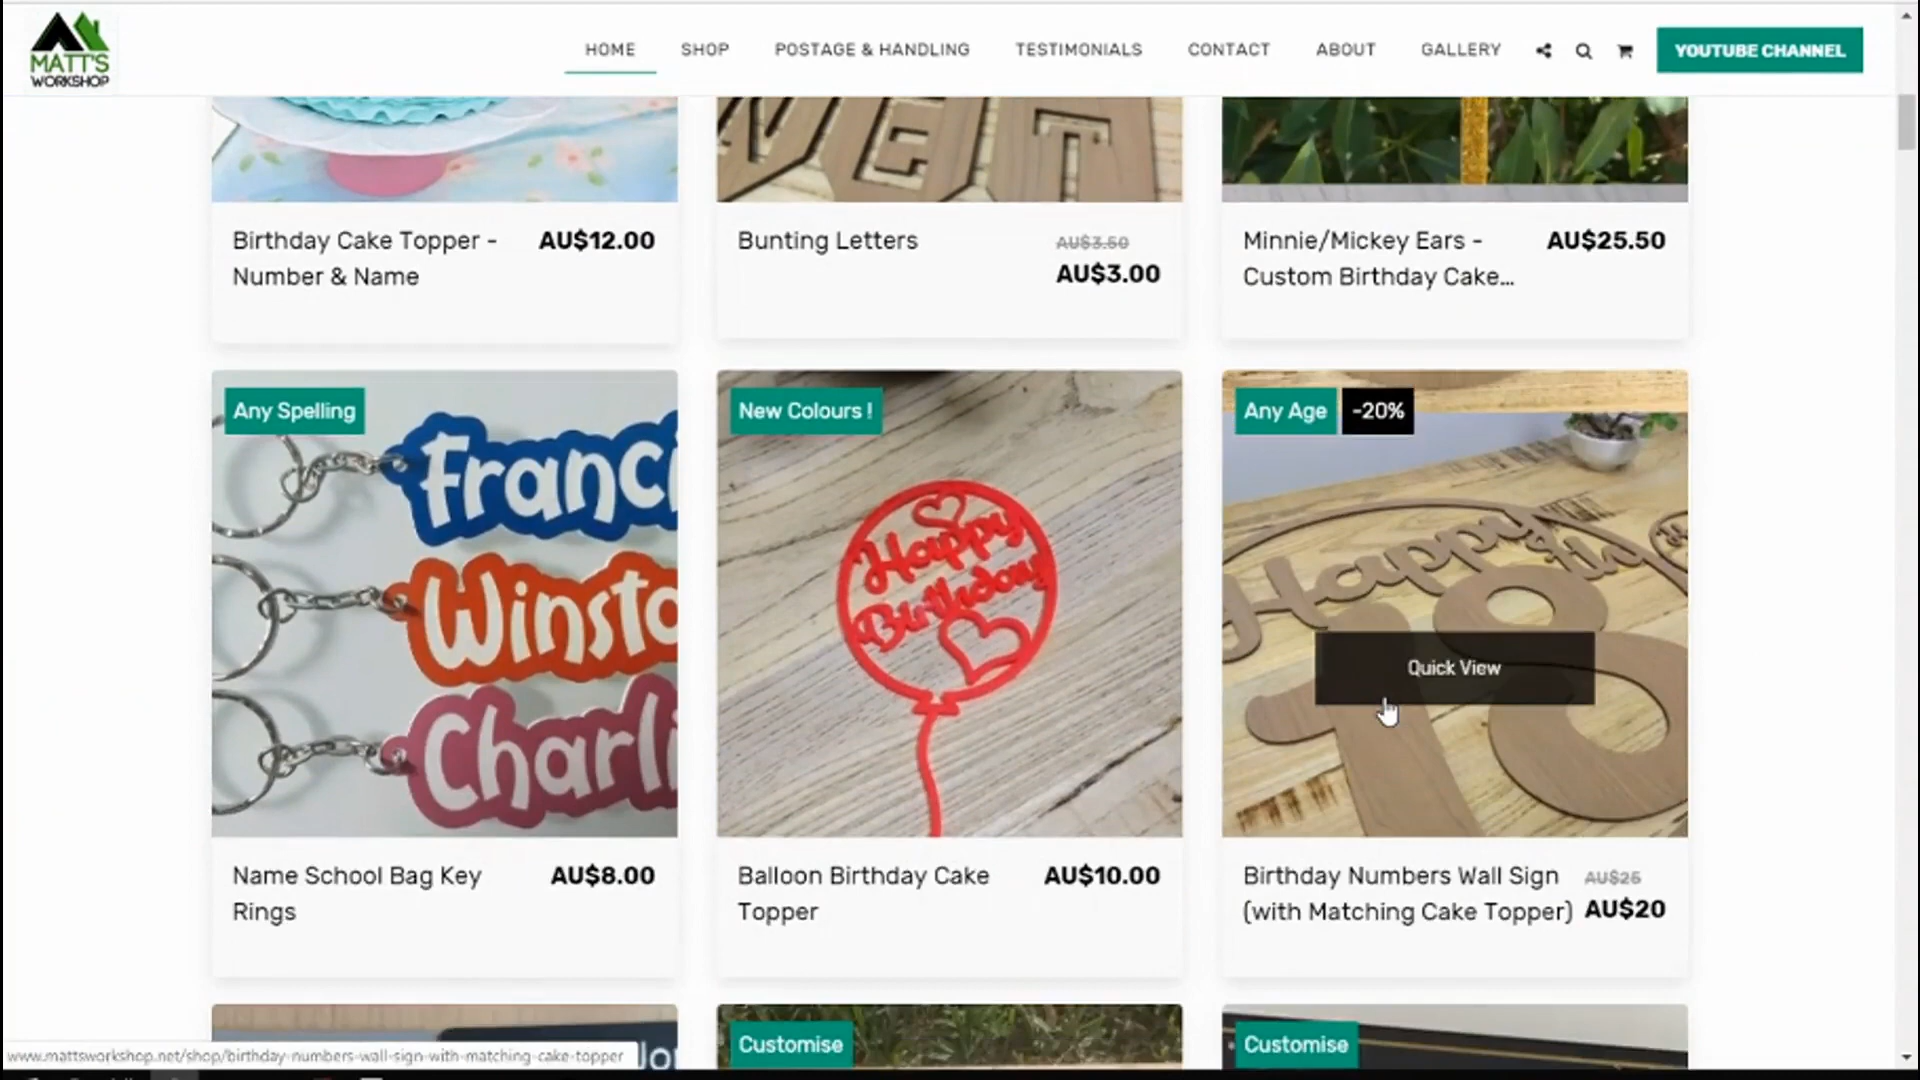 MATT'S
WORKSHOP
HOME
SHOP
POSTAGE & HANDLING
TESTIMONIALS
CONTACT
ABOUT
GALLERY
YOUTUBE CHANNEL
Birthday Cake Topper -
Number & Name
AU$12.00
Bunting Letters
AU$3.50
AU$3.00
Minnie/Mickey Ears -
Custom Birthday Cake...
AU$25.50
Any Spelling
Franci
Winsto
Charli
New Colours !
Happy
Birthday
Any Age
-20%
Happy
18
Quick View
Name School Bag Key
Rings
AU$8.00
Balloon Birthday Cake
Topper
AU$10.00
Birthday Numbers Wall Sign
(with Matching Cake Topper)
AU$25
AU$20
Customise
Customise
www.mattsworkshop.net/shop/birthday-numbers-wall-sign-with-matching-cake-topper